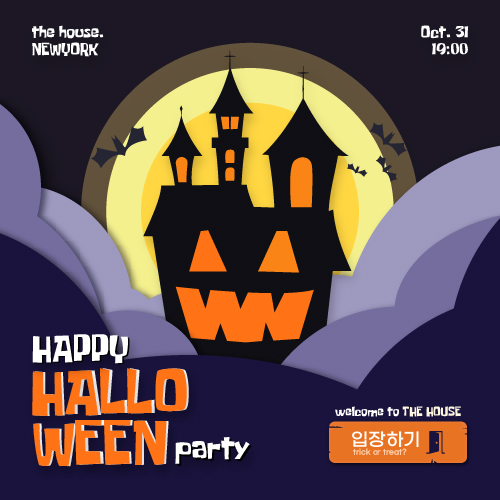 the house.
NEWYORK
Oct. 31
19:00
HAPPY
HALLO
WEEN party
welcome to THE HOUSE
입장하기
trick or treat?